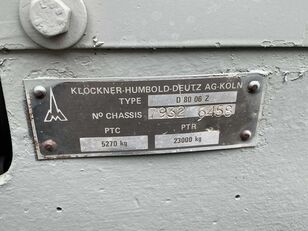 KLÖCKNER-HUMBOLD-DEUTZ AG-KÖLN
TYPE D 80 06 Z
No CHASSIS 7932 6458
PTC PTR
5270 kg 23000 kg